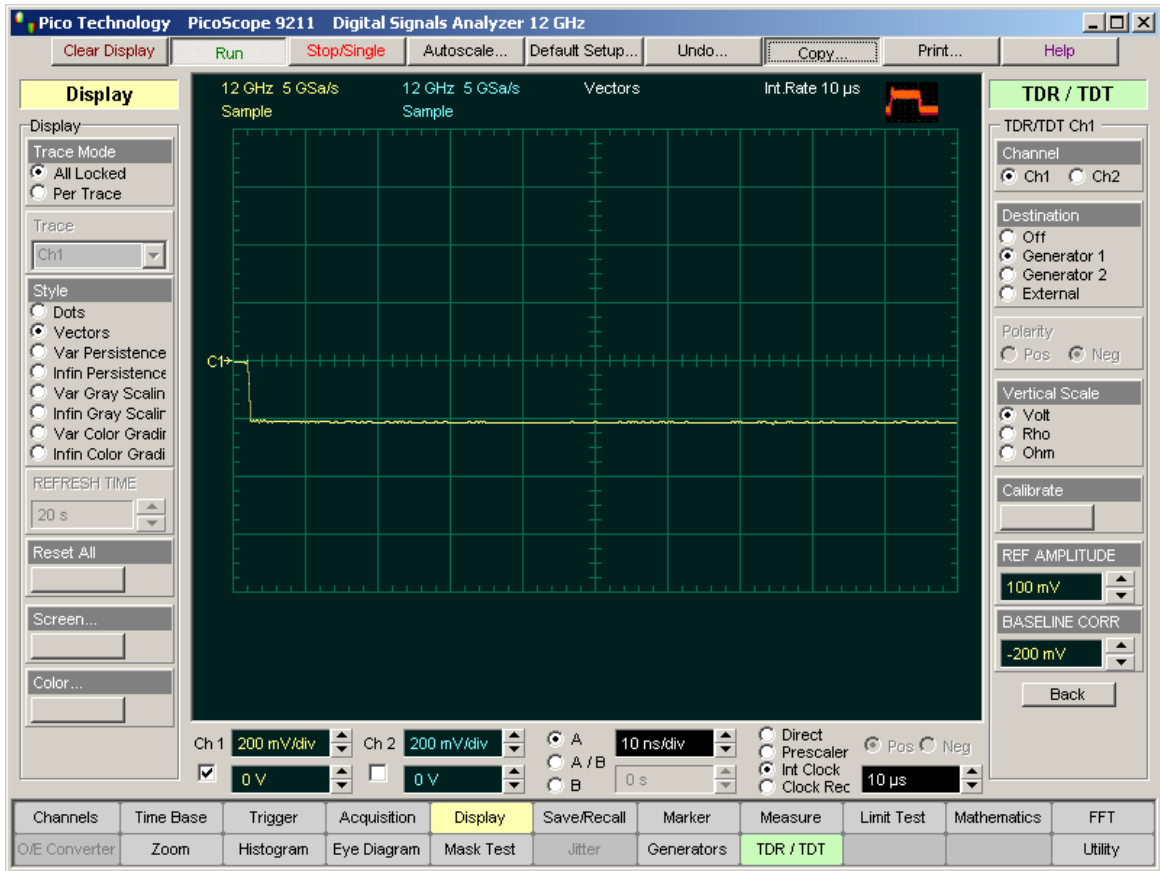 Pico Technology PicoScope 9211 Digital Signals Analyzer 12 GHz
Clear Display Run Stop/Single Autoscale... Default Setup... Undo... Copy... Print... Help
Display
Display
Trace Mode
All Locked
Per Trace
Trace
Ch1
Style
Dots
Vectors
Var Persistence
Infin Persistence
Var Gray Scalin
Infin Gray Scalin
Var Color Gradin
Infin Color Gradi
REFRESH TIME
20 s
Reset All
Screen...
Color...
12 GHz 5 GSa/s 12 GHz 5 GSa/s Vectors Int.Rate 10 µs
Sample Sample
C1
TDR / TDT
TDR/TDT Ch1
Channel
Ch1 Ch2
Destination
Off
Generator 1
Generator 2
External
Polarity
Pos Neg
Vertical Scale
Volt
Rho
Ohm
Calibrate
REF AMPLITUDE
100 mV
BASELINE CORR
-200 mV
Back
Ch 1 200 mV/div Ch 2 200 mV/div A 10 ns/div Direct Pos Neg
A / B Prescaler
0 V 0 V B 0 s Int Clock 10 µs
Clock Rec
Channels Time Base Trigger Acquisition Display Save/Recall Marker Measure Limit Test Mathematics FFT
O/E Converter Zoom Histogram Eye Diagram Mask Test Jitter Generators TDR / TDT Utility